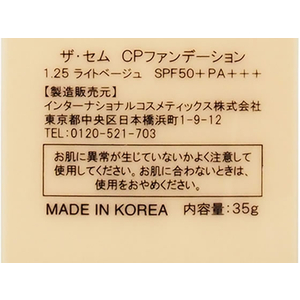 ザ・セム CPファンデーション
1.25 ライトベージュ SPF50+PA+++
【製造販売元】
インターナショナルコスメティックス株式会社
東京都中央区日本橋浜町1-9-12
TEL:0120-521-703
お肌に異常が生じていないかよく注意して
使用してください。お肌に合わないときは、
使用をおやめください。
MADE IN KOREA 内容量:35g